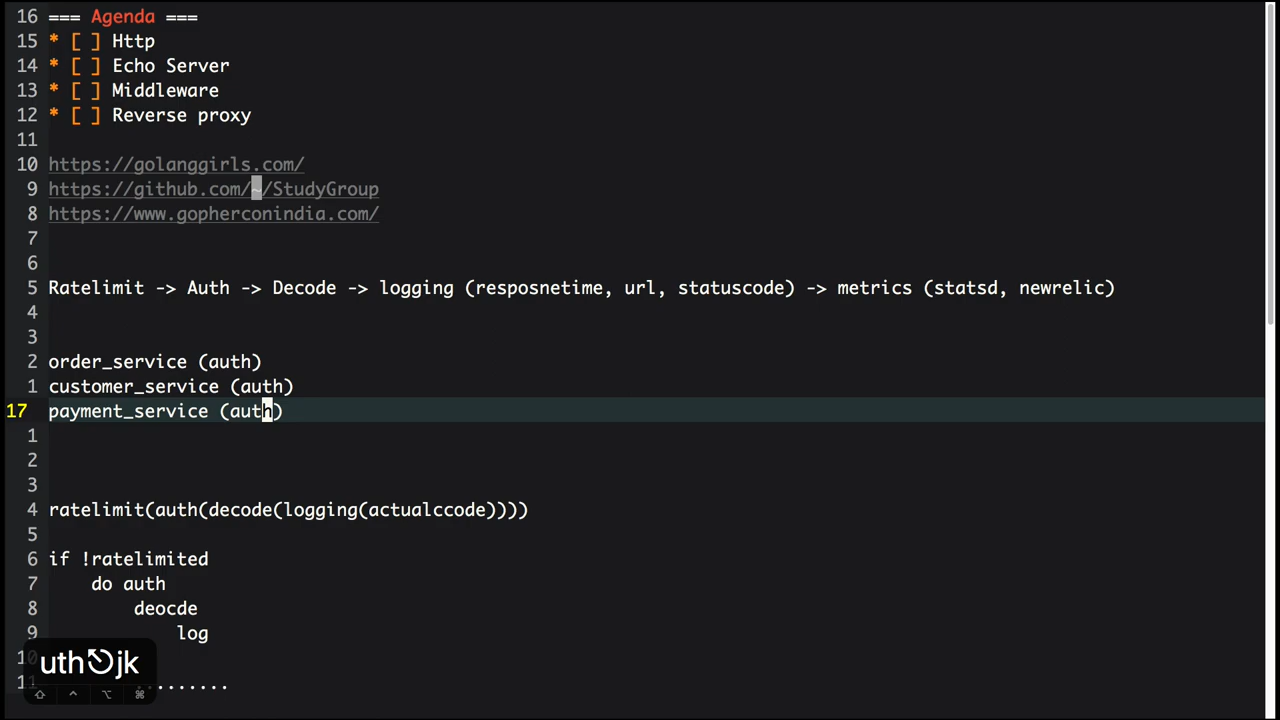 16 === Agenda ===
15 * [ ] Http
14 * [ ] Echo Server
13 * [ ] Middleware
12 * [ ] Reverse proxy
11
10 https://golanggirls.com/
9 https://github.com/~/StudyGroup
8 https://www.gopherconindia.com/
7
6
5 Ratelimit -> Auth -> Decode -> logging (resposnetime, url, statuscode) -> metrics (statsd, newrelic)
4
3
2 order_service (auth)
1 customer_service (auth)
17 payment_service (auth)
1
2
3
4 ratelimit(auth(decode(logging(actualccode))))
5
6 if !ratelimited
7 do auth
8 deocde
9 log
10
11 .........
uth⎋jk
⇧ ^ ⌥ ⌘